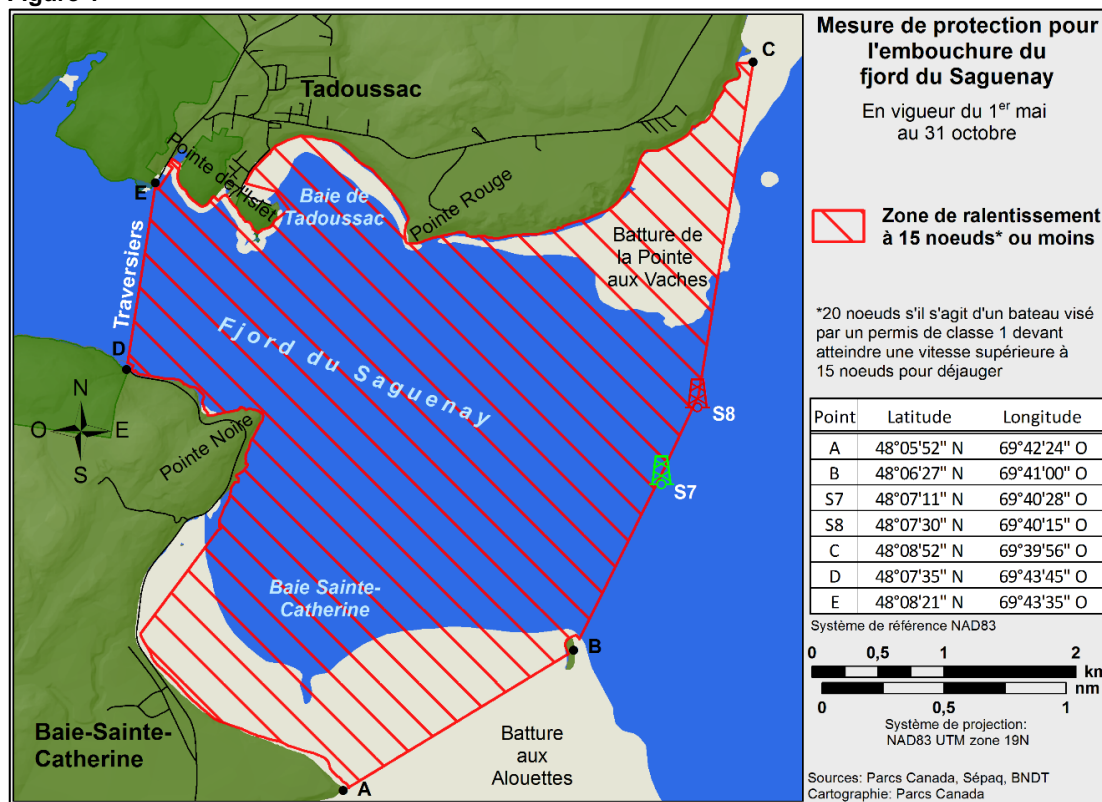 Figure 1
Mesure de protection pour
l'embouchure du
fjord du Saguenay
En vigueur du 1er mai
au 31 octobre
Zone de ralentissement
à 15 noeuds* ou moins
*20 noeuds s'il s'agit d'un bateau visé
par un permis de classe 1 devant
atteindre une vitesse supérieure à
15 noeuds pour déjauger
Point Latitude Longitude
A 48°05'52" N 69°42'24" O
B 48°06'27" N 69°41'00" O
S7 48°07'11" N 69°40'28" O
S8 48°07'30" N 69°40'15" O
C 48°08'52" N 69°39'56" O
D 48°07'35" N 69°43'45" O
E 48°08'21" N 69°43'35" O
Système de référence NAD83
0 0,5 1 2
km
nm
0 0,5 1
Système de projection:
NAD83 UTM zone 19N
Sources: Parcs Canada, Sépaq, BNDT
Cartographie: Parcs Canada
C
Tadoussac
Pointe de l'Islet
E
Baie de
Tadoussac
Pointe Rouge
Batture de
la Pointe
aux Vaches
Traversiers
D
Fjord du Saguenay
N
O E
S
Pointe Noire
S8
S7
Baie Sainte-
Catherine
B
Baie-Sainte-
Catherine
Batture
aux
Alouettes
A